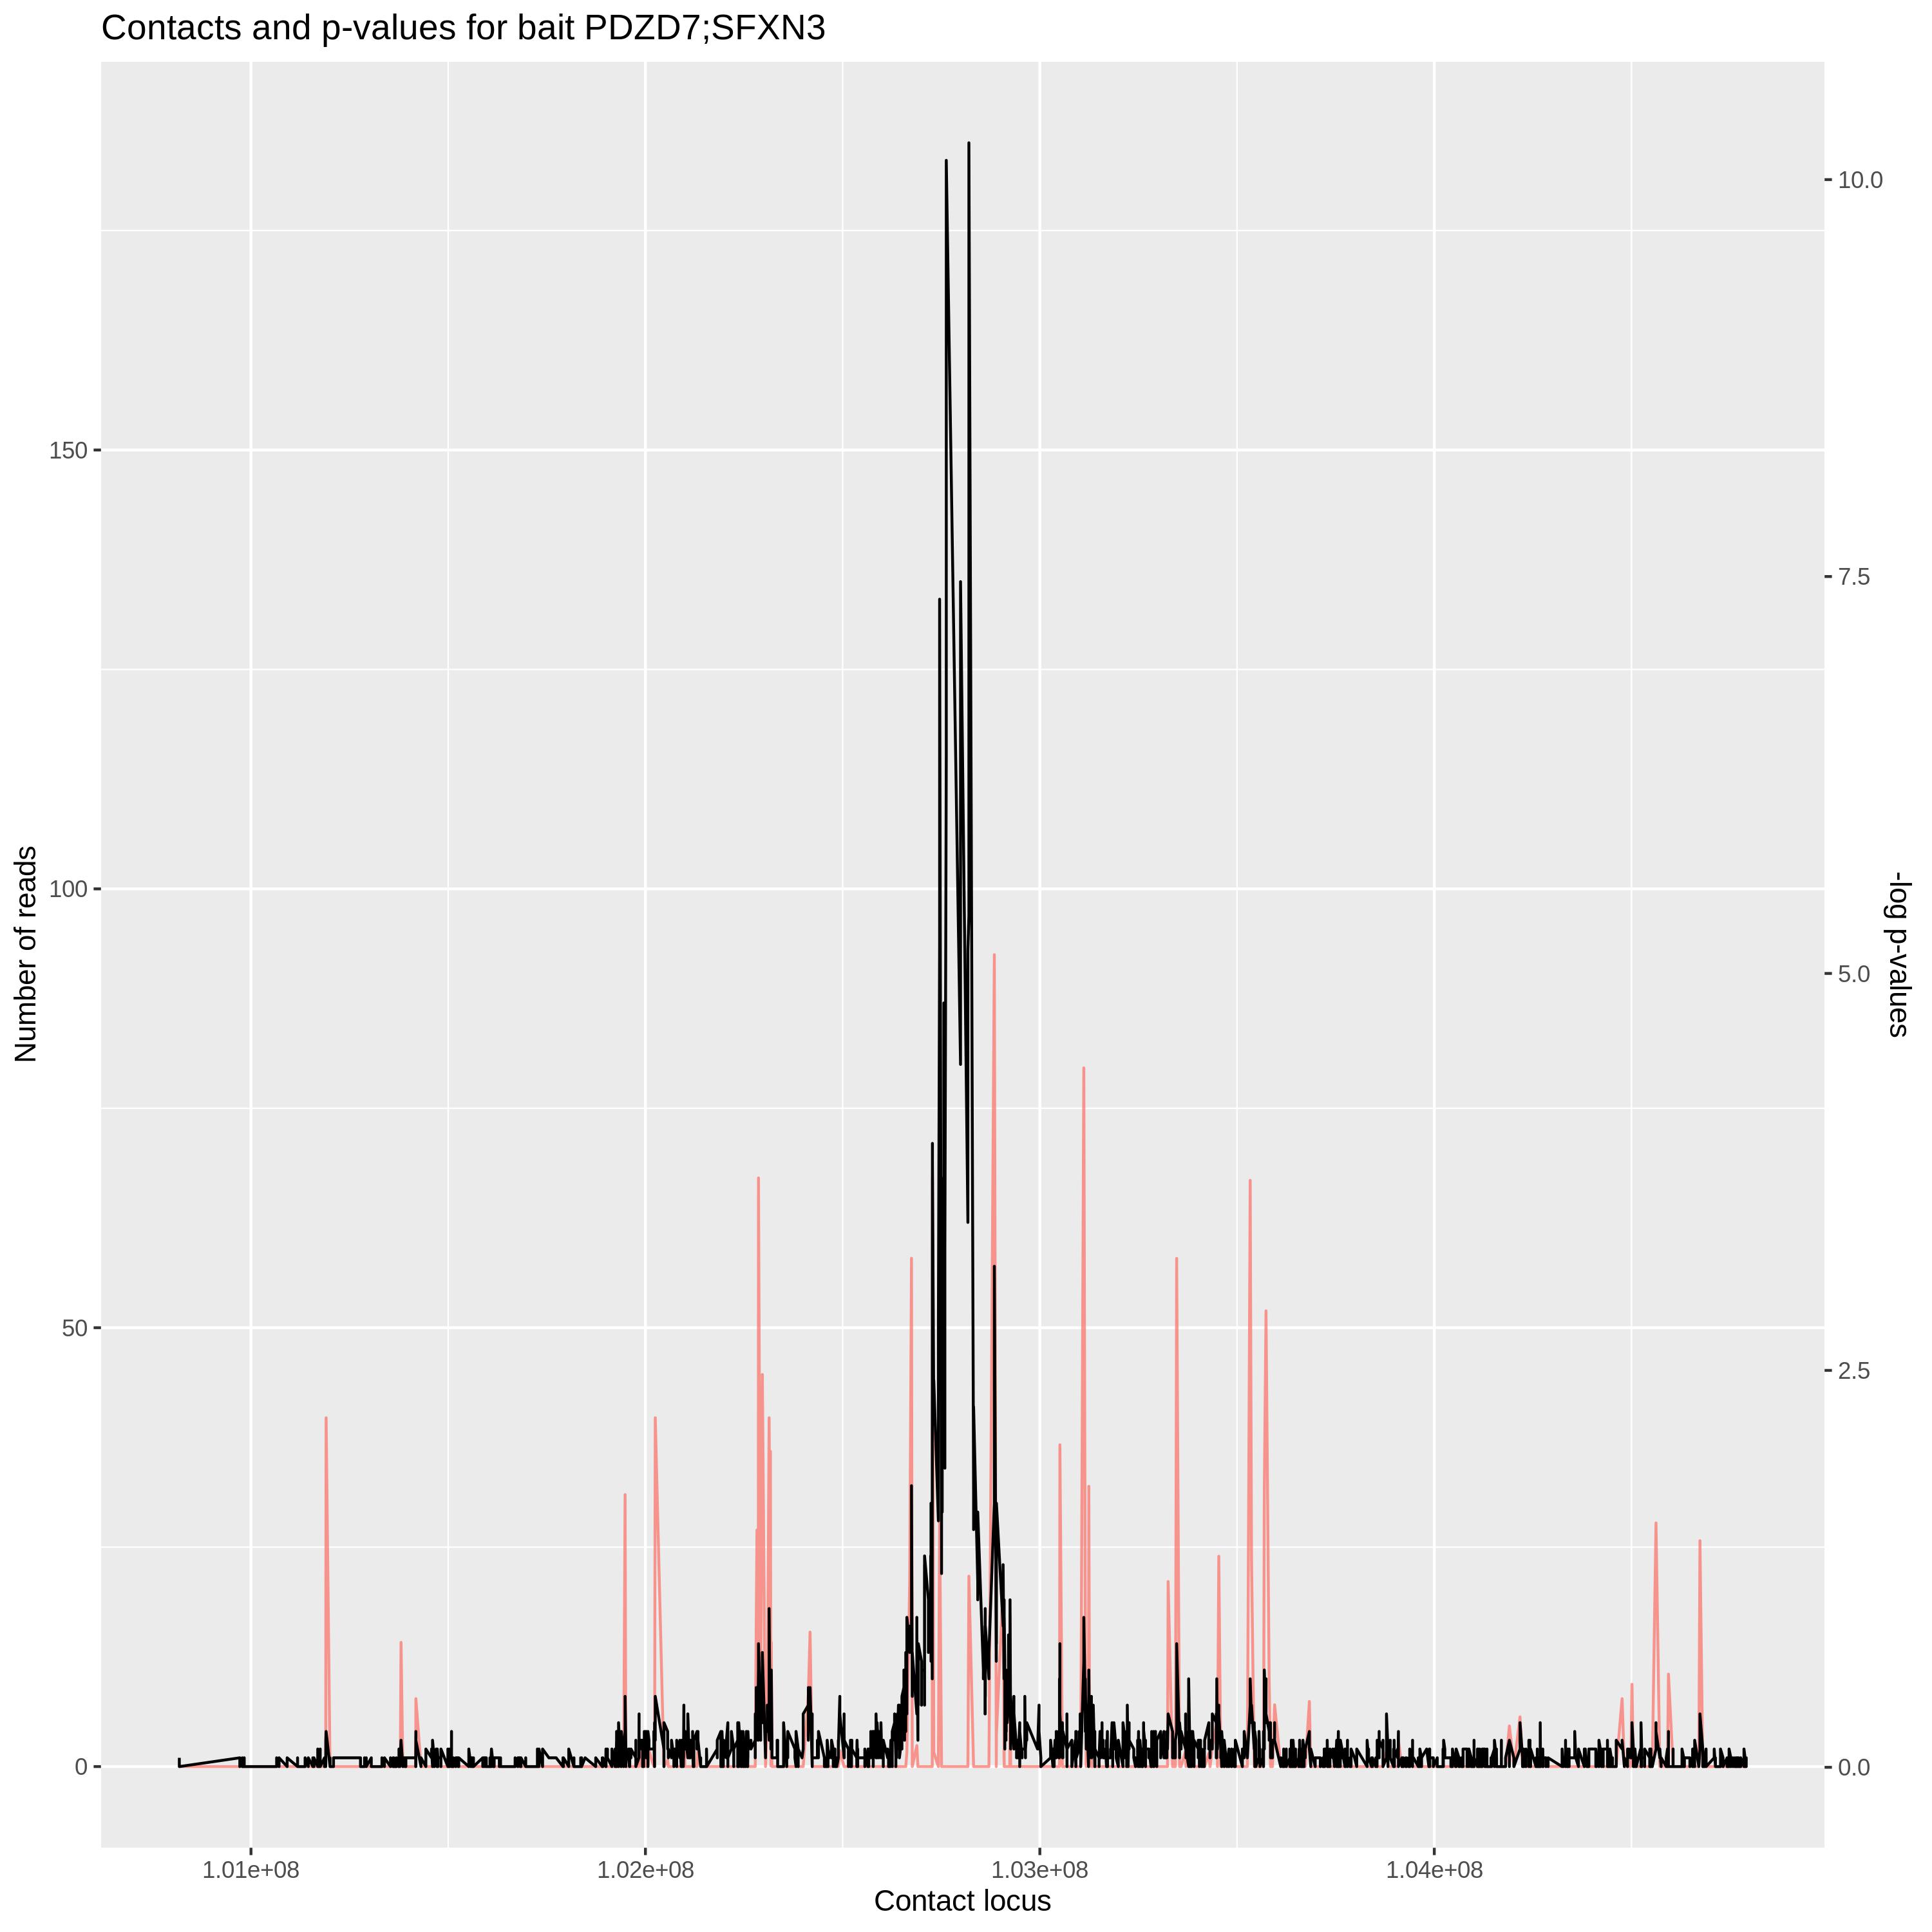 Contacts and p-values for bait PDZD7;SFXN3
150
100
50
0
Number of reads
10.0
7.5
5.0
2.5
0.0
-log p-values
1.01e+08
1.02e+08
1.03e+08
1.04e+08
Contact locus